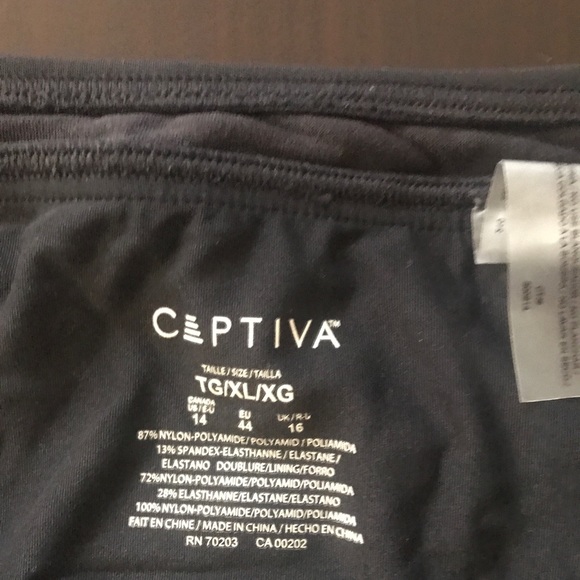 CAPTIVA™
TAILLE / SIZE / TAILLA
TG/XL/XG
CANADA
US/E-U EU UK/R-U
14 44 16
87% NYLON-POLYAMIDE/POLYAMID / POLIAMIDA
13% SPANDEX-ELASTHANNE / ELASTANE /
ELASTANO DOUBLURE/LINING/FORRO
72%NYLON-POLYAMIDE/POLYAMID/POLIAMIDA
28% ELASTHANNE/ELASTANE/ELASTANO
100% NYLON-POLYAMIDE/POLYAMID/POLIAMIDA
FAIT EN CHINE / MADE IN CHINA / HECHO EN CHINA
RN 70203 CA 00202